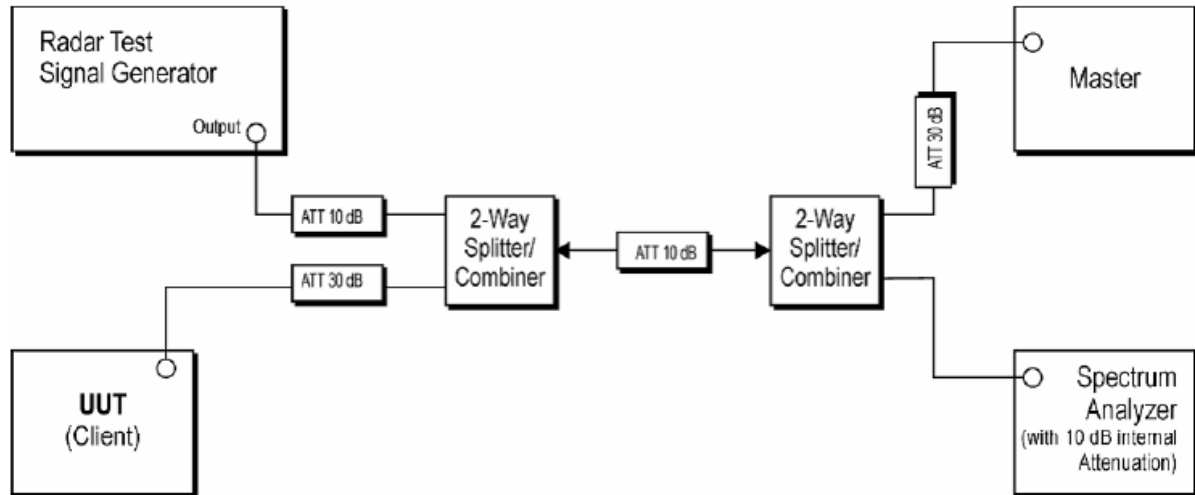 Radar Test
Signal Generator
Output
Master
ATT 30 dB
ATT 10 dB
2-Way
Splitter/
Combiner
ATT 10 dB
2-Way
Splitter/
Combiner
ATT 30 dB
UUT
(Client)
Spectrum
Analyzer
(with 10 dB internal
Attenuation)